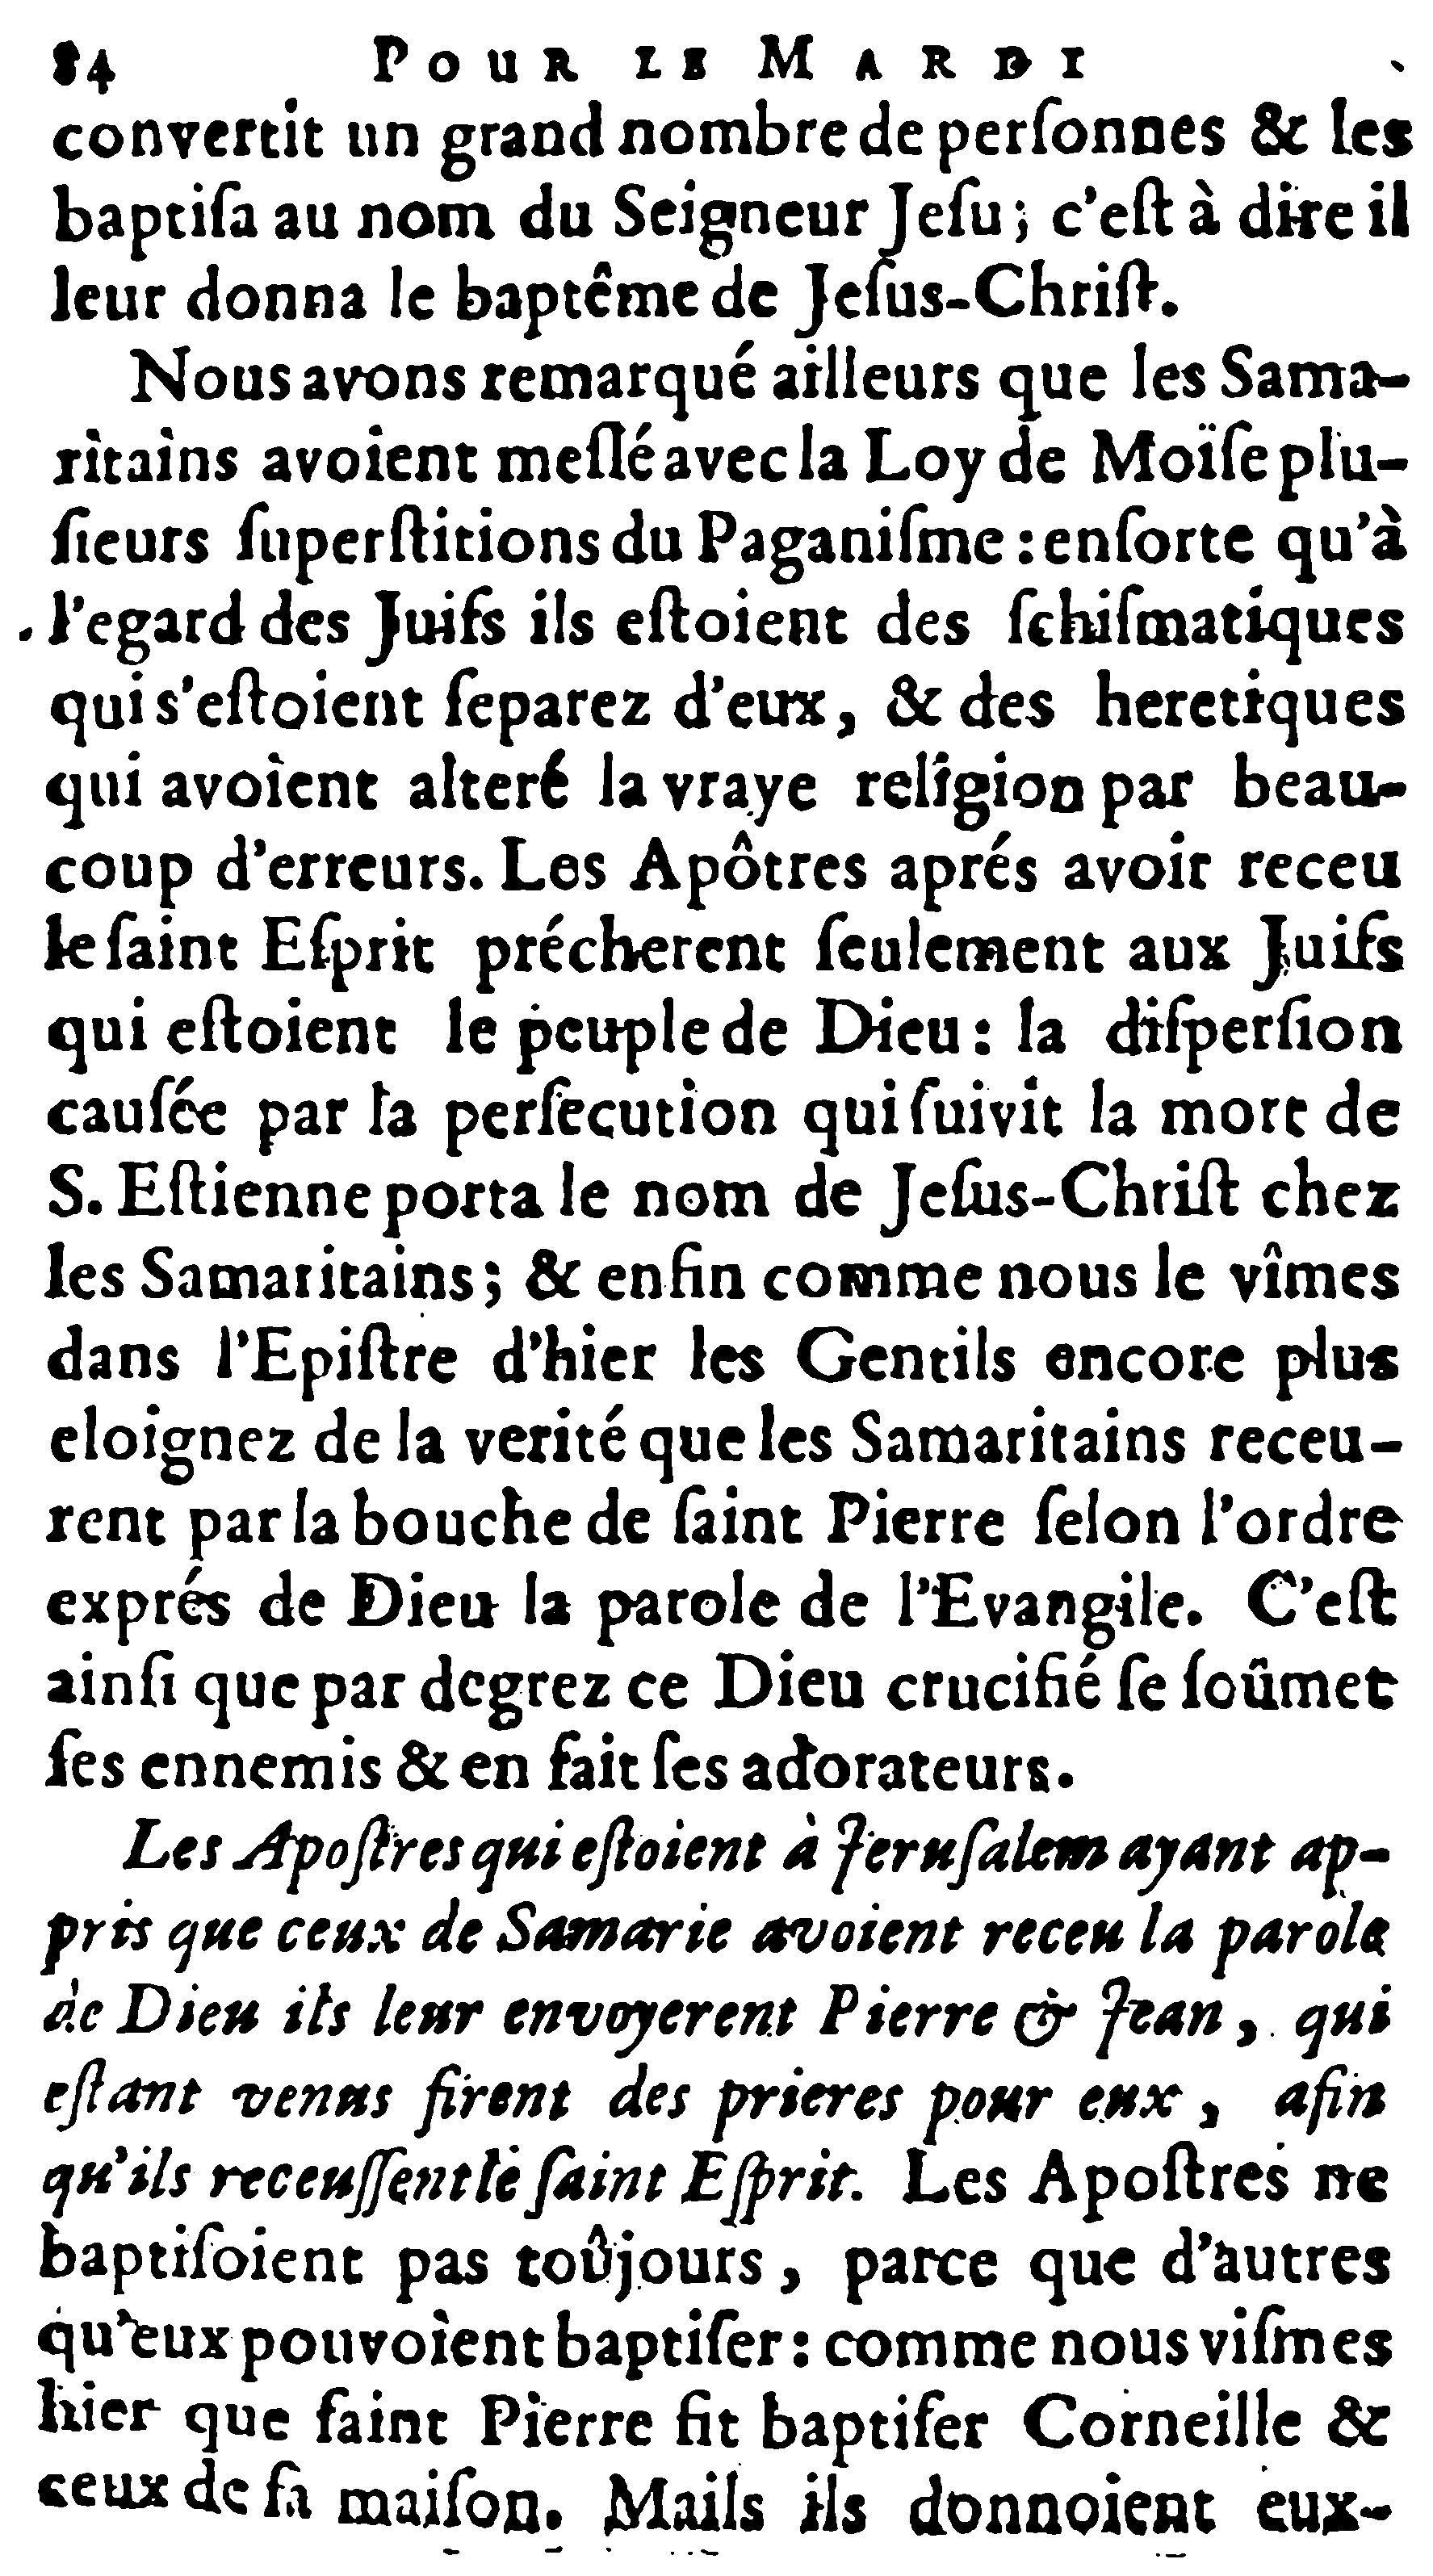 84 POUR LE MARDI
convertit un grand nombre de perſonnes & les
baptiſa au nom du Seigneur Jeſu; c'eſt à dire il
leur donna le baptême de Jeſus-Chriſt.
Nous avons remarqué ailleurs que les Sama-
ritains avoient meſlé avec la Loy de Moïſe plu-
ſieurs ſuperſtitions du Paganiſme : enſorte qu'à
l'egard des Juifs ils eſtoient des ſchiſmatiques
qui s'eſtoient ſeparez d'eux, & des heretiques
qui avoient alteré la vraye religion par beau-
coup d'erreurs. Les Apôtres aprés avoir receu
le ſaint Eſprit précherent ſeulement aux Juifs
qui eſtoient le peuple de Dieu : la diſperſion
cauſée par la perſecution qui ſuivit la mort de
S. Eſtienne porta le nom de Jeſus-Chriſt chez
les Samaritains; & enfin comme nous le vîmes
dans l'Epiſtre d'hier les Gentils encore plus
eloignez de la verité que les Samaritains receu-
rent par la bouche de ſaint Pierre ſelon l'ordre
exprés de Dieu la parole de l'Evangile. C'eſt
ainſi que par degrez ce Dieu crucifié ſe ſoûmet
ſes ennemis & en fait ſes adorateurs.
Les Apoſtres qui eſtoient à Jeruſalem ayant ap-
pris que ceux de Samarie avoient receu la parole
de Dieu ils leur envoyerent Pierre & Jean, qui
eſtant venus firent des prieres pour eux, afin
qu'ils receuſſent le ſaint Eſprit. Les Apoſtres ne
baptiſoient pas toûjours, parce que d'autres
qu'eux pouvoient baptiſer : comme nous viſmes
hier que ſaint Pierre fit baptiſer Corneille &
ceux de ſa maiſon. Mails ils donnoient eux-